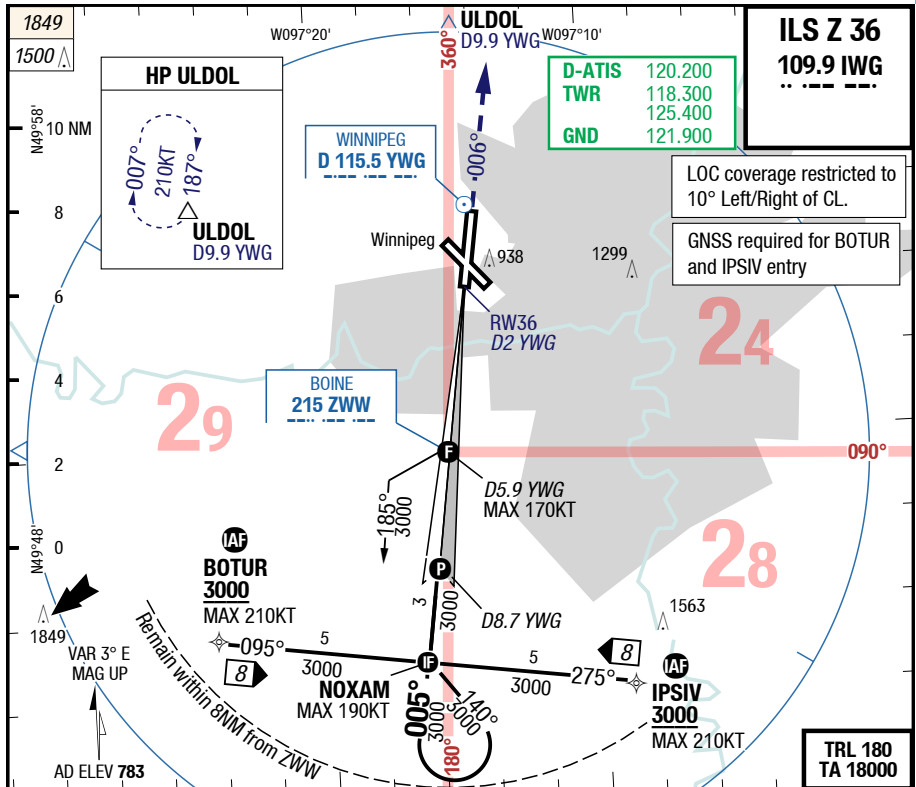 1849
1500
W097°20'
ULDOL
D9.9 YWG
W097°10'
360°
ILS Z 36
109.9 IWG
HP ULDOL
007°
210KT
187°
ULDOL
D9.9 YWG
D-ATIS 120.200
TWR 118.300
125.400
GND 121.900
N49°58'
10 NM
WINNIPEG
D 115.5 YWG
006°
LOC coverage restricted to
10° Left/Right of CL.
8
Winnipeg
938
1299
GNSS required for BOTUR
and IPSIV entry
6
RW36
D2 YWG
24
4
BOINE
215 ZWW
29
F
090°
2
D5.9 YWG
MAX 170KT
185°
3000
N49°48'
0
IAF
BOTUR
3000
MAX 210KT
P
28
3
3000
D8.7 YWG
1849
1563
VAR 3° E
MAG UP
095°
5
3000
8
IF
NOXAM
MAX 190KT
5
3000
275°
8
IAF
IPSIV
3000
MAX 210KT
Remain within 8NM from ZWW
005°
3000
140°
3000
180°
AD ELEV 783
TRL 180
TA 18000